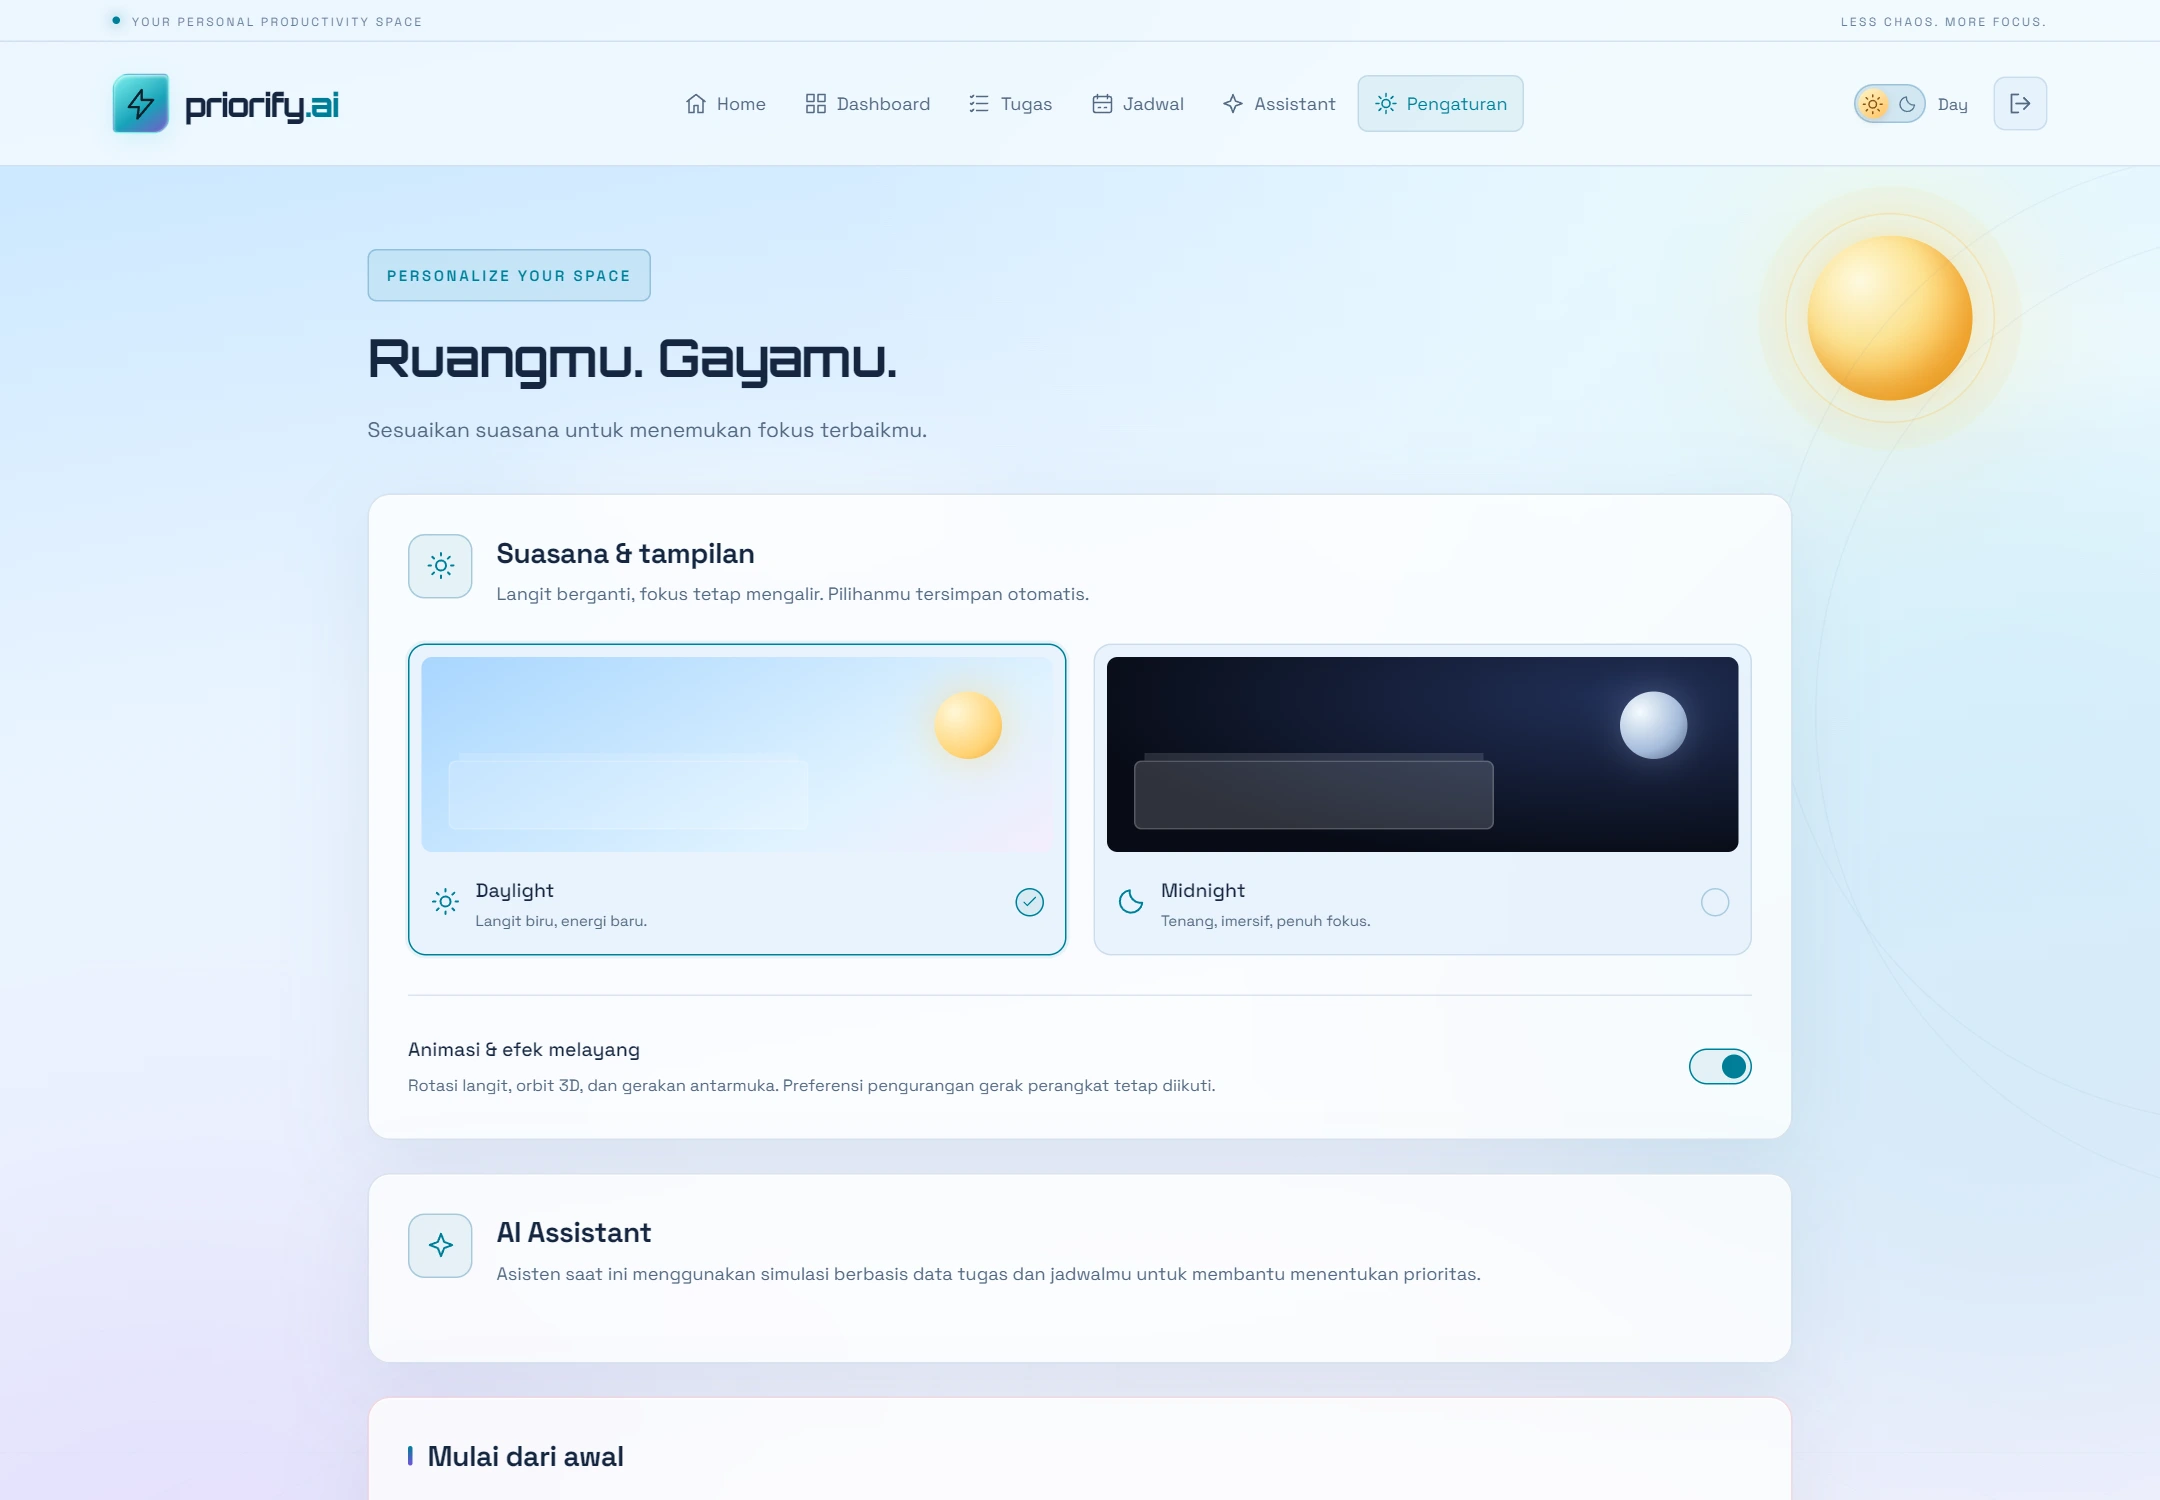 YOUR PERSONAL PRODUCTIVITY SPACE
LESS CHAOS. MORE FOCUS.
priorify.ai
Home
Dashboard
Tugas
Jadwal
Assistant
Pengaturan
Day
PERSONALIZE YOUR SPACE
Ruangmu. Gayamu.
Sesuaikan suasana untuk menemukan fokus terbaikmu.
Suasana & tampilan
Langit berganti, fokus tetap mengalir. Pilihanmu tersimpan otomatis.
Daylight
Langit biru, energi baru.
Midnight
Tenang, imersif, penuh fokus.
Animasi & efek melayang
Rotasi langit, orbit 3D, dan gerakan antarmuka. Preferensi pengurangan gerak perangkat tetap diikuti.
AI Assistant
Asisten saat ini menggunakan simulasi berbasis data tugas dan jadwalmu untuk membantu menentukan prioritas.
Mulai dari awal